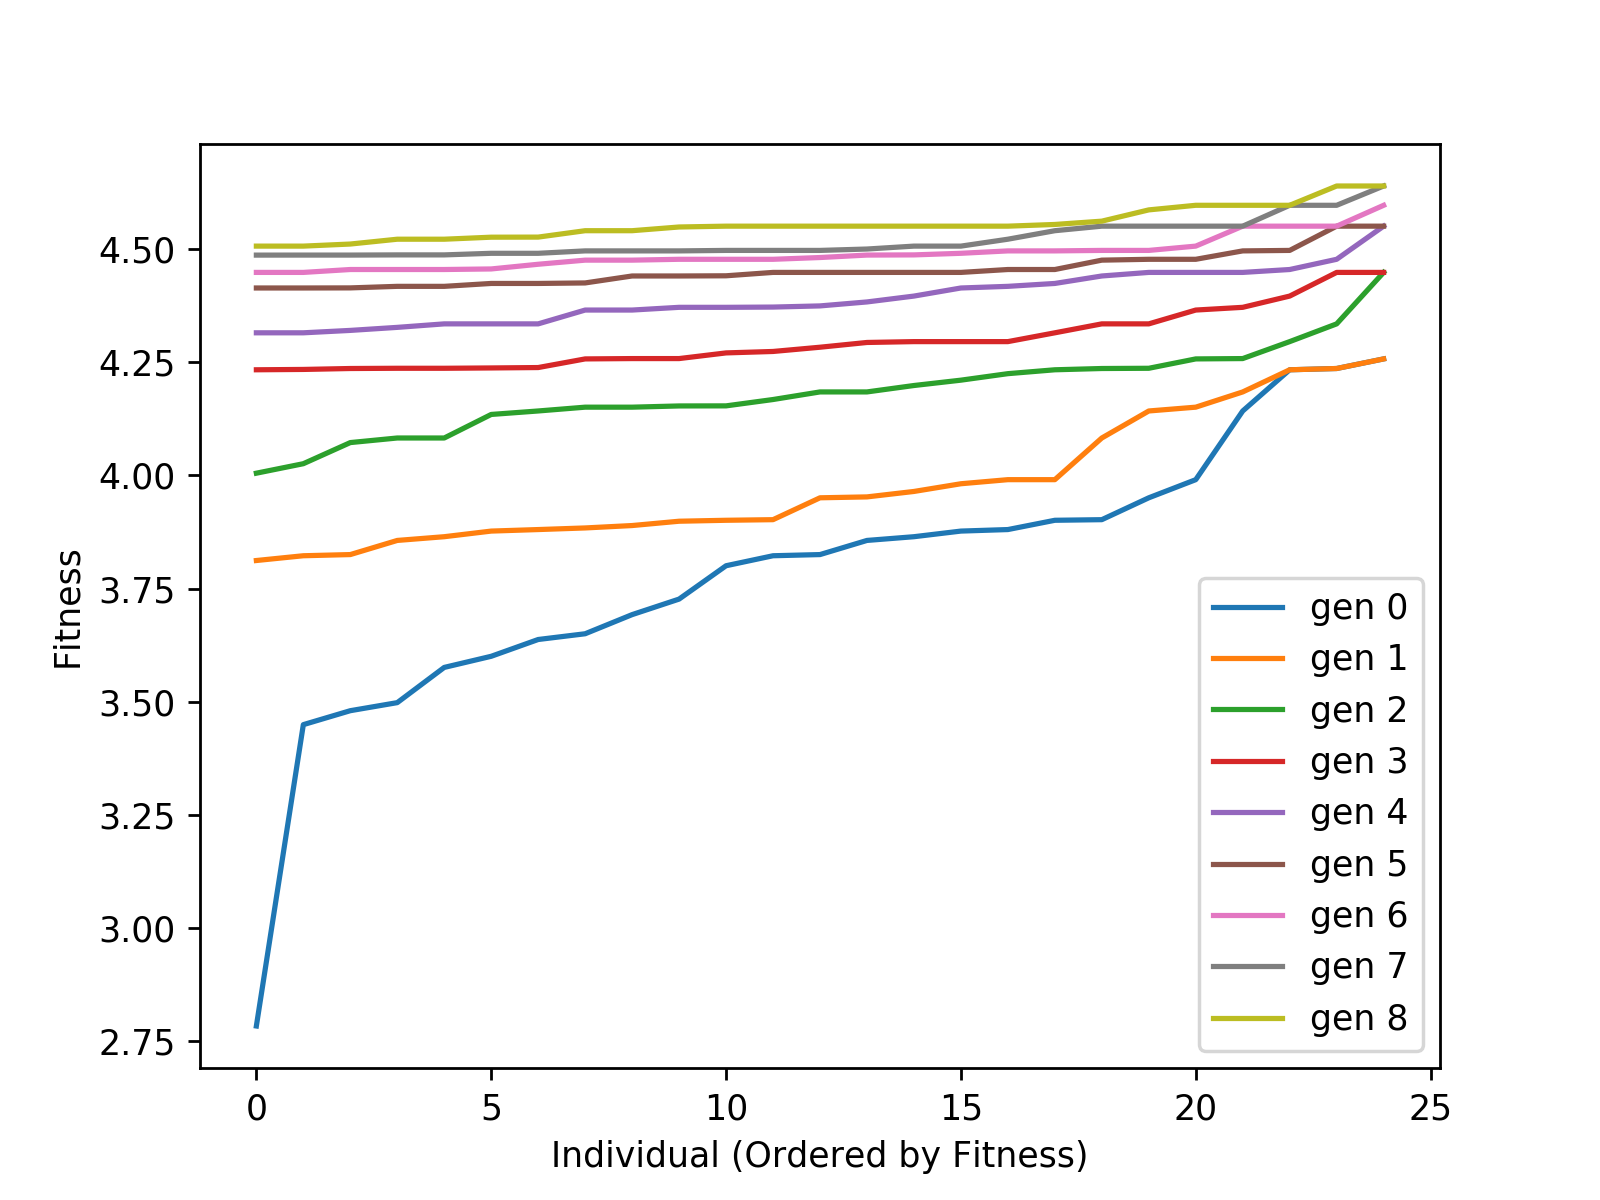 4.50
4.25
4.00
3.75
3.50
3.25
3.00
2.75
Fitness
0 5 10 15 20 25
Individual (Ordered by Fitness)
gen 0
gen 1
gen 2
gen 3
gen 4
gen 5
gen 6
gen 7
gen 8